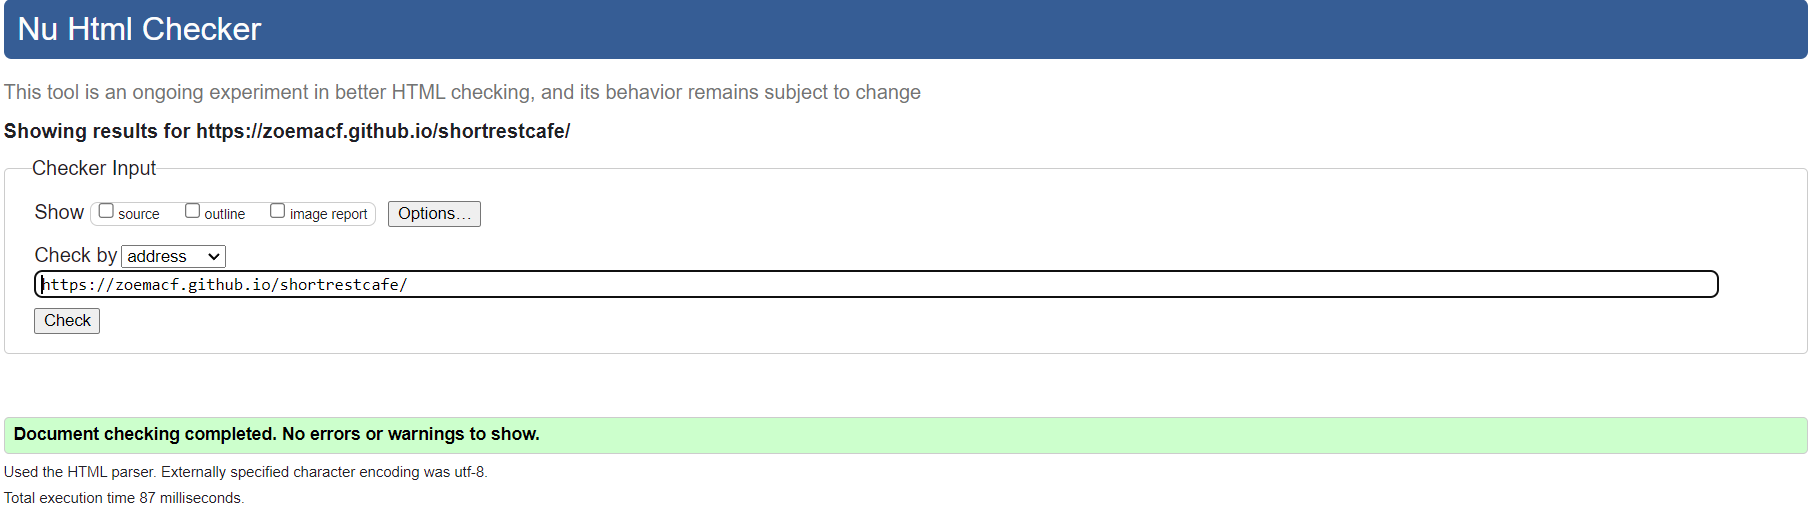 Nu Html Checker
This tool is an ongoing experiment in better HTML checking, and its behavior remains subject to change
Showing results for https://zoemacf.github.io/shortrestcafe/
Checker Input
Show source outline image report Options...
Check by address
https://zoemacf.github.io/shortrestcafe/
Check
Document checking completed. No errors or warnings to show.
Used the HTML parser. Externally specified character encoding was utf-8.
Total execution time 87 milliseconds.